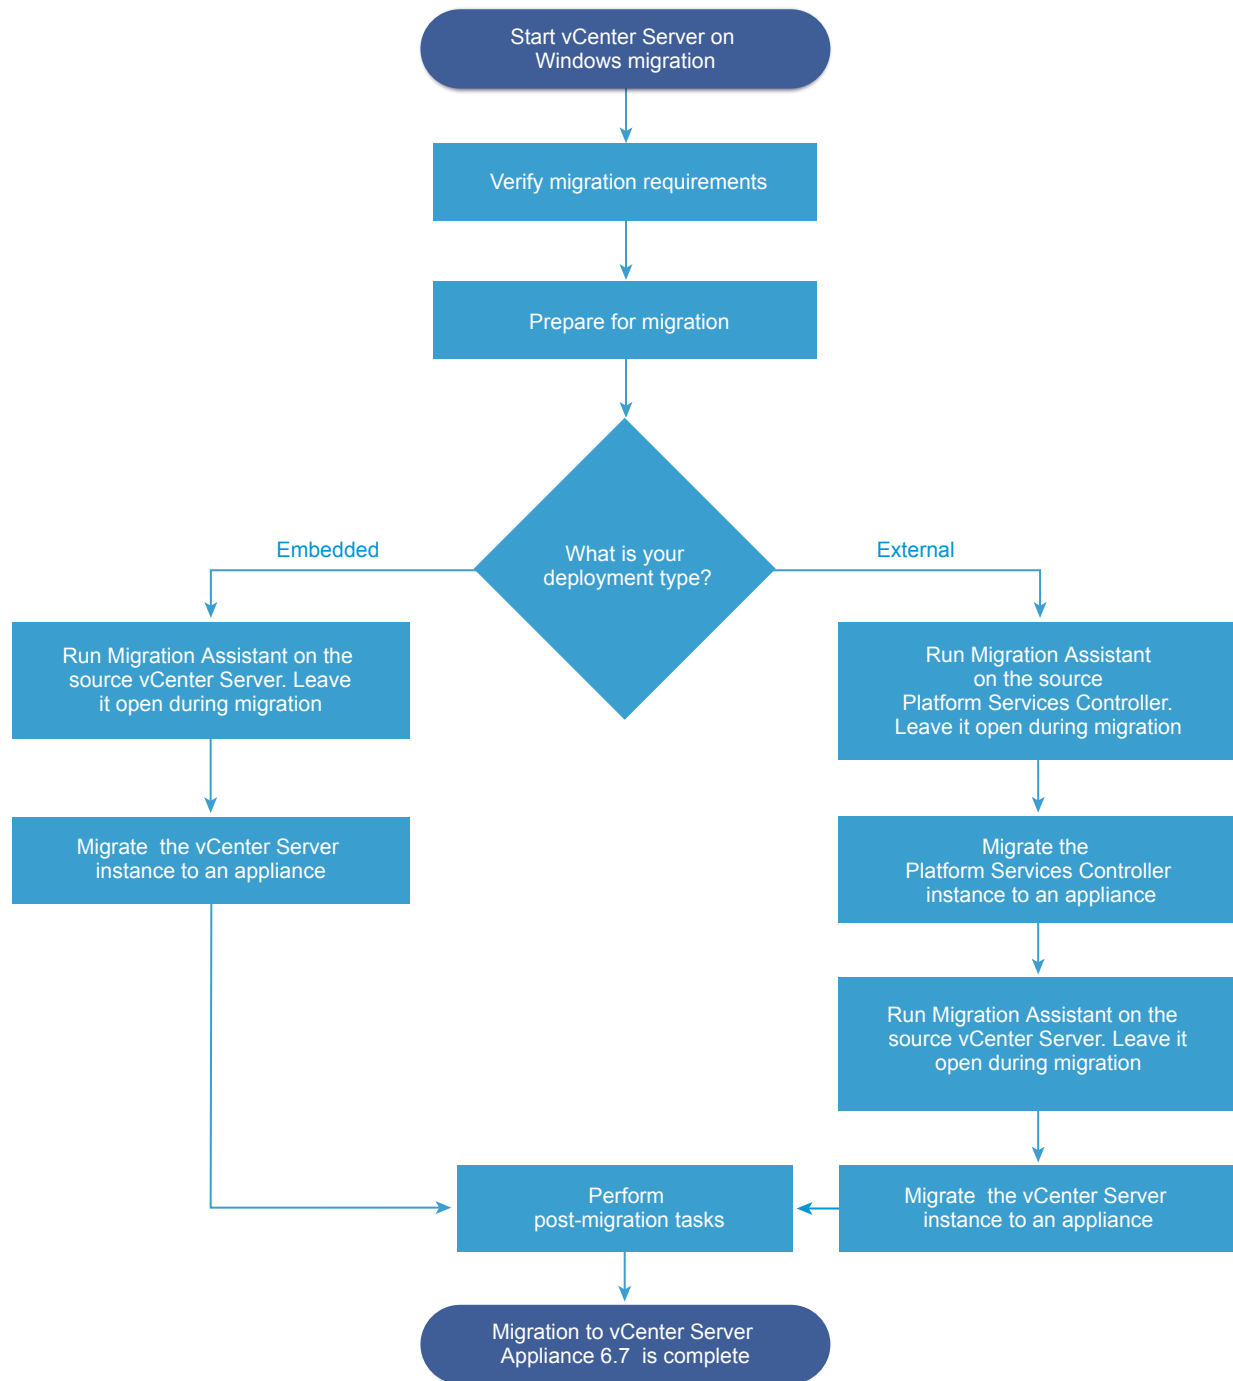 Start vCenter Server on
Windows migration
Verify migration requirements
Prepare for migration
What is your
deployment type?
Embedded
External
Run Migration Assistant on the
source vCenter Server. Leave
it open during migration
Migrate the vCenter Server
instance to an appliance
Run Migration Assistant
on the source
Platform Services Controller.
Leave it open during migration
Migrate the
Platform Services Controller
instance to an appliance
Run Migration Assistant on the
source vCenter Server. Leave it
open during migration
Migrate the vCenter Server
instance to an appliance
Perform
post-migration tasks
Migration to vCenter Server
Appliance 6.7 is complete